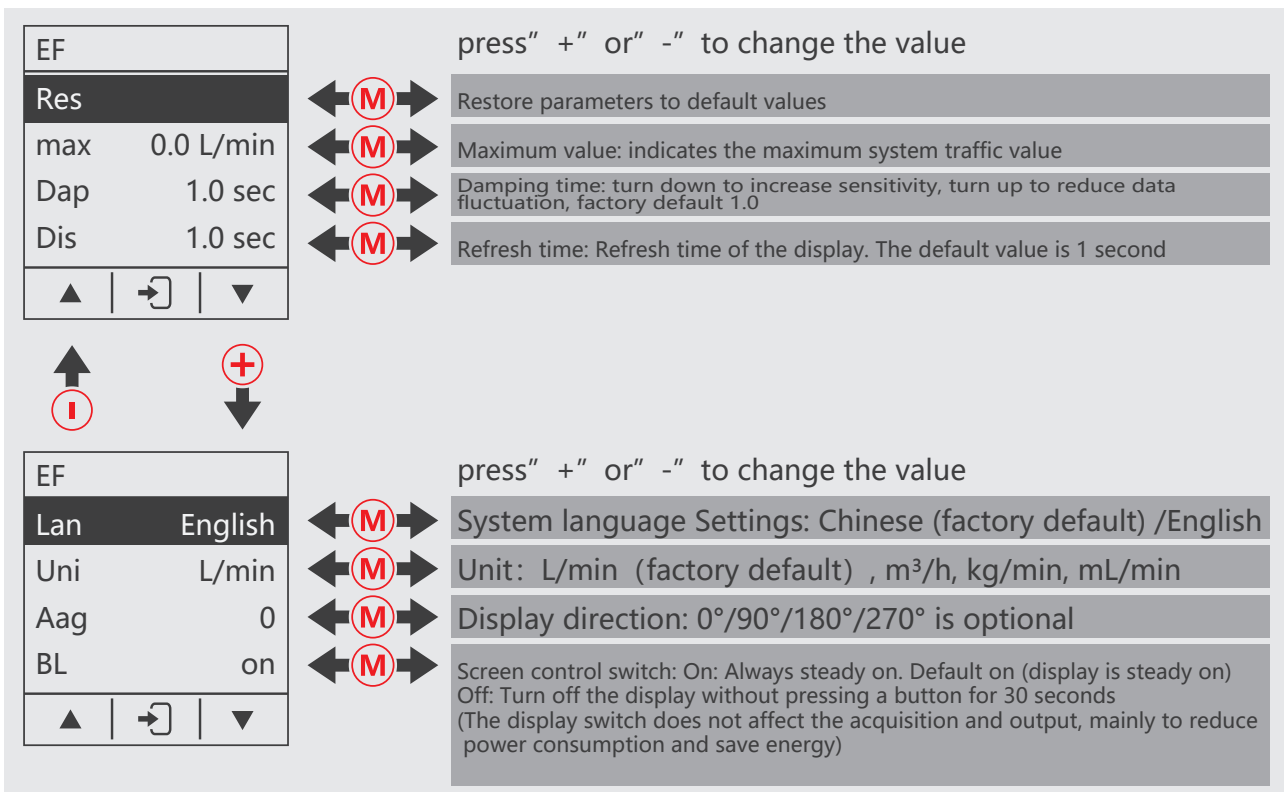 EF
press” +” or” -” to change the value
Res
M
Restore parameters to default values
max 0.0 L/min
M
Maximum value: indicates the maximum system traffic value
Dap 1.0 sec
M
Damping time: turn down to increase sensitivity, turn up to reduce data
fluctuation, factory default 1.0
Dis 1.0 sec
M
Refresh time: Refresh time of the display. The default value is 1 second
EF
press” +” or” -” to change the value
Lan English
M
System language Settings: Chinese (factory default) /English
Uni L/min
M
Unit：L/min（factory default）, m³/h, kg/min, mL/min
Aag 0
M
Display direction: 0°/90°/180°/270° is optional
BL on
M
Screen control switch: On: Always steady on. Default on (display is steady on)
Off: Turn off the display without pressing a button for 30 seconds
(The display switch does not affect the acquisition and output, mainly to reduce
power consumption and save energy)